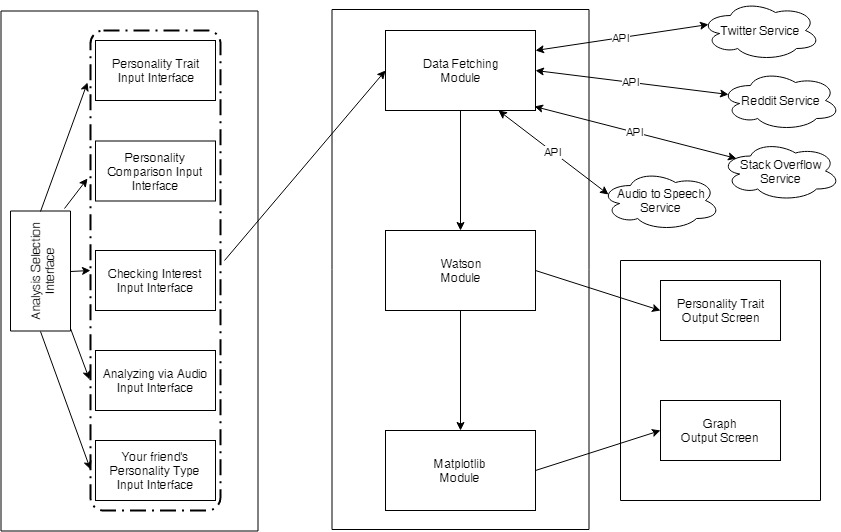 Analysis Selection
Interface
Personality Trait
Input Interface
Personality
Comparison Input
Interface
Checking Interest
Input Interface
Analyzing via Audio
Input Interface
Your friend's
Personality Type
Input Interface
Data Fetching
Module
Watson
Module
Matplotlib
Module
API
API
API
API
Twitter Service
Reddit Service
Stack Overflow
Service
Audio to Speech
Service
Personality Trait
Output Screen
Graph
Output Screen